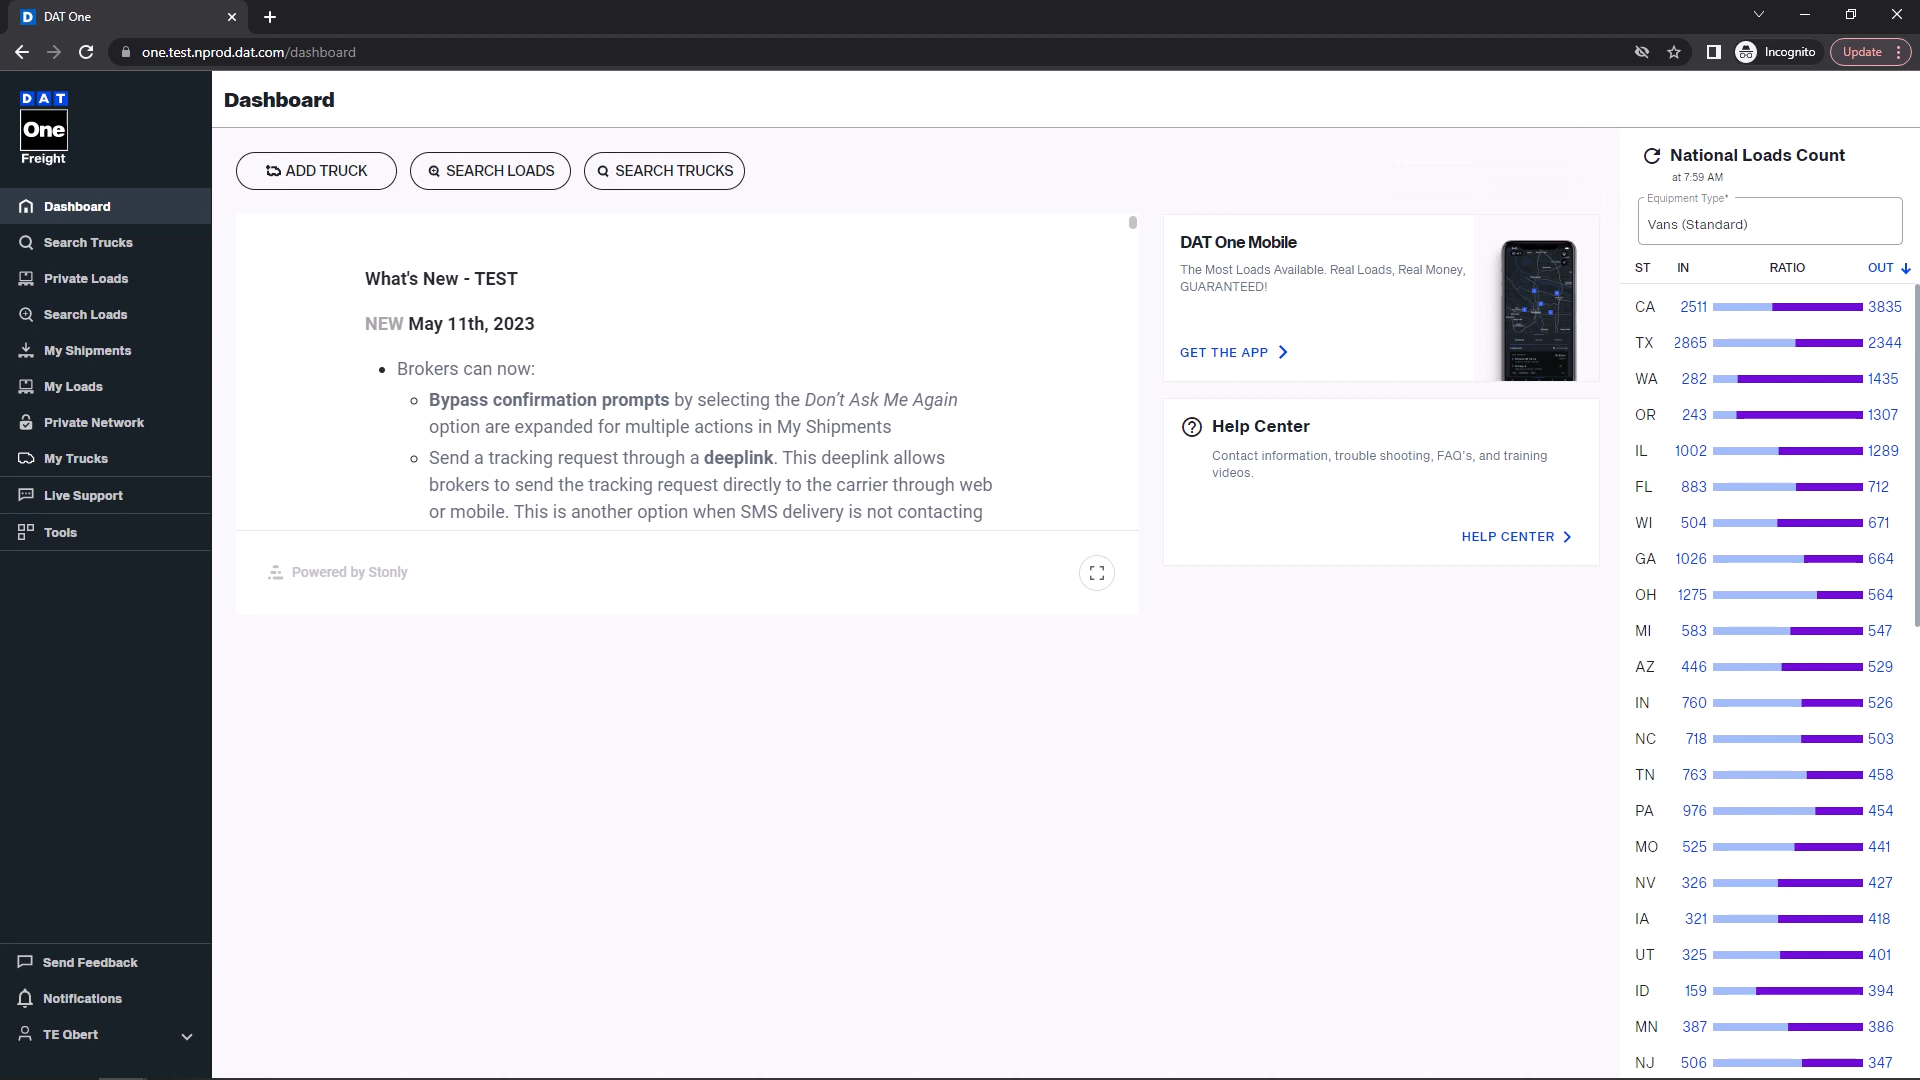 DAT One
one.test.nprod.dat.com/dashboard
Incognito
Update
DAT
One
Freight
Dashboard
Search Trucks
Private Loads
Search Loads
My Shipments
My Loads
Private Network
My Trucks
Live Support
Tools
Send Feedback
Notifications
TE Qbert
Dashboard
ADD TRUCK
SEARCH LOADS
SEARCH TRUCKS
What's New - TEST
NEW May 11th, 2023
Brokers can now:
Bypass confirmation prompts by selecting the Don't Ask Me Again
option are expanded for multiple actions in My Shipments
Send a tracking request through a deeplink. This deeplink allows
brokers to send the tracking request directly to the carrier through web
or mobile. This is another option when SMS delivery is not contacting
Powered by Stonly
DAT One Mobile
The Most Loads Available. Real Loads, Real Money,
GUARANTEED!
GET THE APP
Help Center
Contact information, trouble shooting, FAQ's, and training
videos.
HELP CENTER
National Loads Count
at 7:59 AM
Equipment Type*
Vans (Standard)
ST IN RATIO OUT
CA 2511 3835
TX 2865 2344
WA 282 1435
OR 243 1307
IL 1002 1289
FL 883 712
WI 504 671
GA 1026 664
OH 1275 564
MI 583 547
AZ 446 529
IN 760 526
NC 718 503
TN 763 458
PA 976 454
MO 525 441
NV 326 427
IA 321 418
UT 325 401
ID 159 394
MN 387 386
NJ 506 347